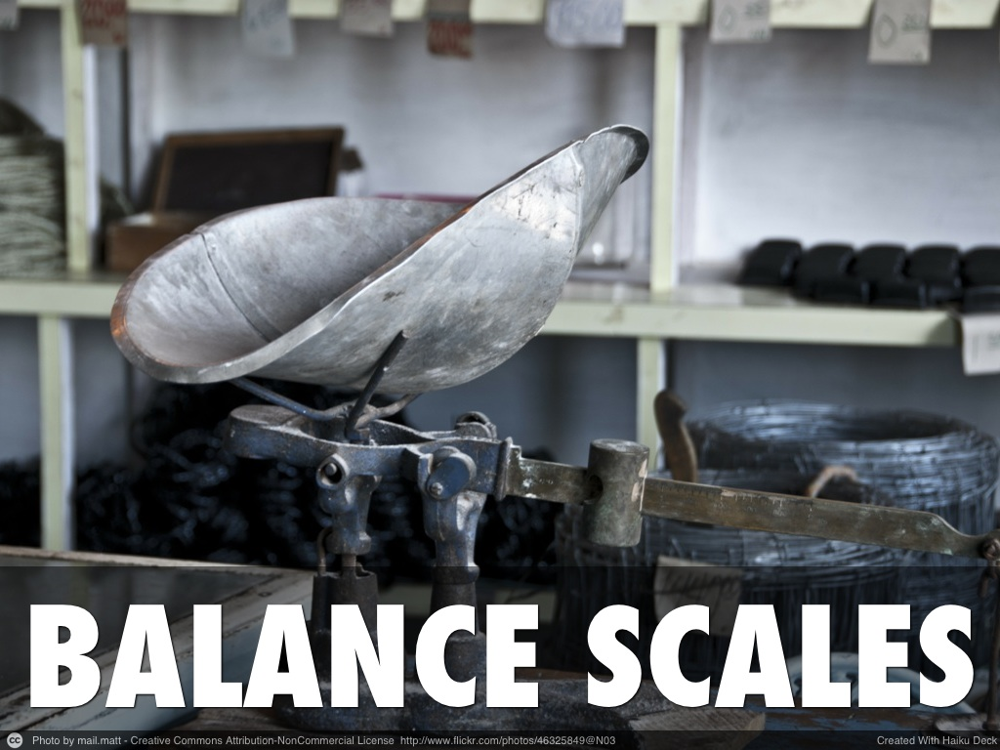 BALANCE SCALES
Photo by mail.matt - Creative Commons Attribution-NonCommercial License http://www.flickr.com/photos/46325849@N03
Created With Haiku Deck